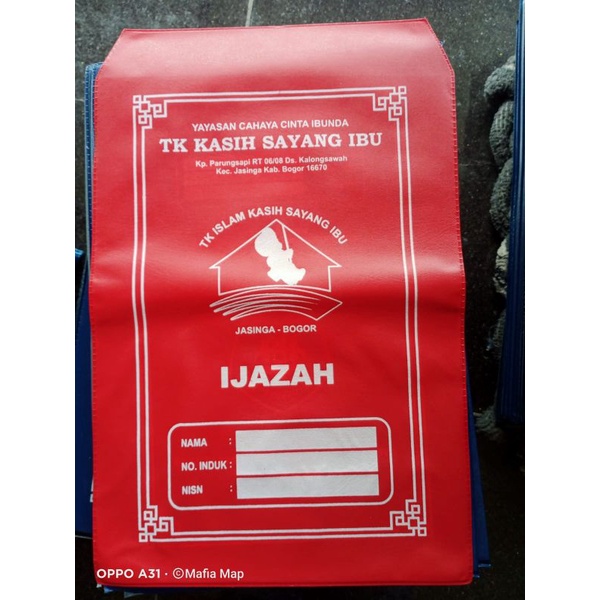 YAYASAN CAHAYA CINTA IBUNDA
TK KASIH SAYANG IBU
Kp. Parungsapi RT 06/08 Ds. Kalongsawah
Kec. Jasinga Kab. Bogor 16670
TK ISLAM KASIH SAYANG IBU
JASINGA - BOGOR
IJAZAH
NAMA :
NO. INDUK :
NISN :
OPPO A31 · ©Mafia Map